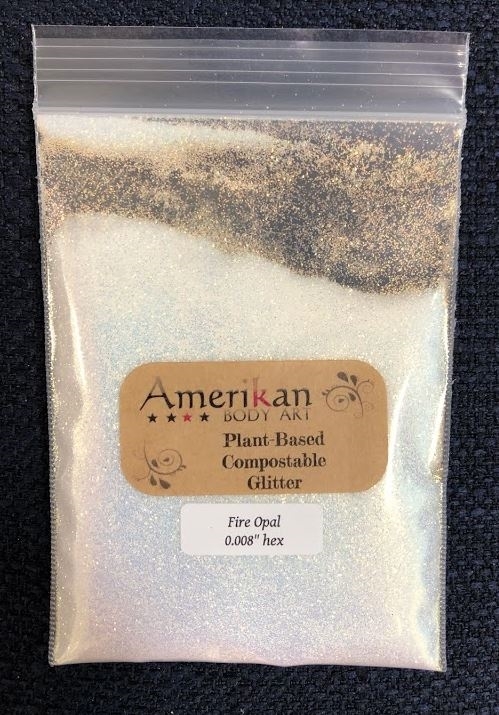 Amerikan
BODY ART
Plant-Based
Compostable
Glitter
Fire Opal
0.008" hex